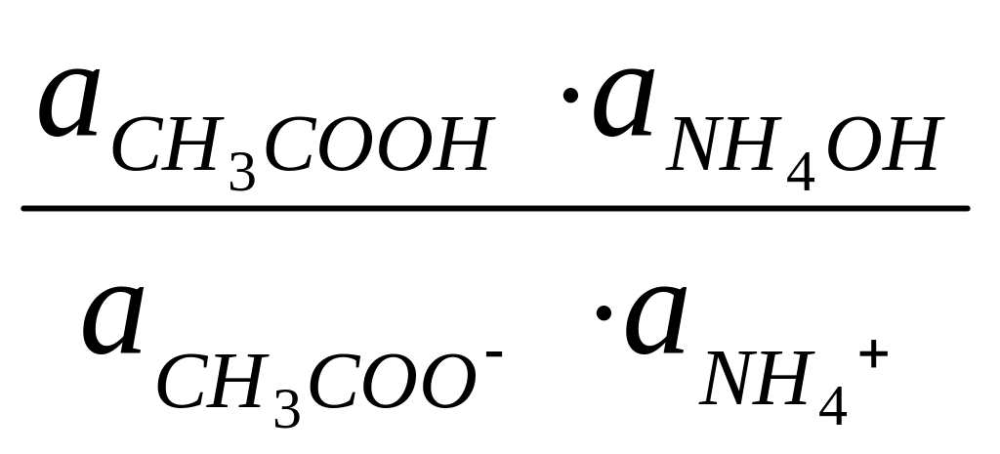 a_{CH_3COOH} · a_{NH_4OH}
a_{CH_3COO^-} · a_{NH_4^+}